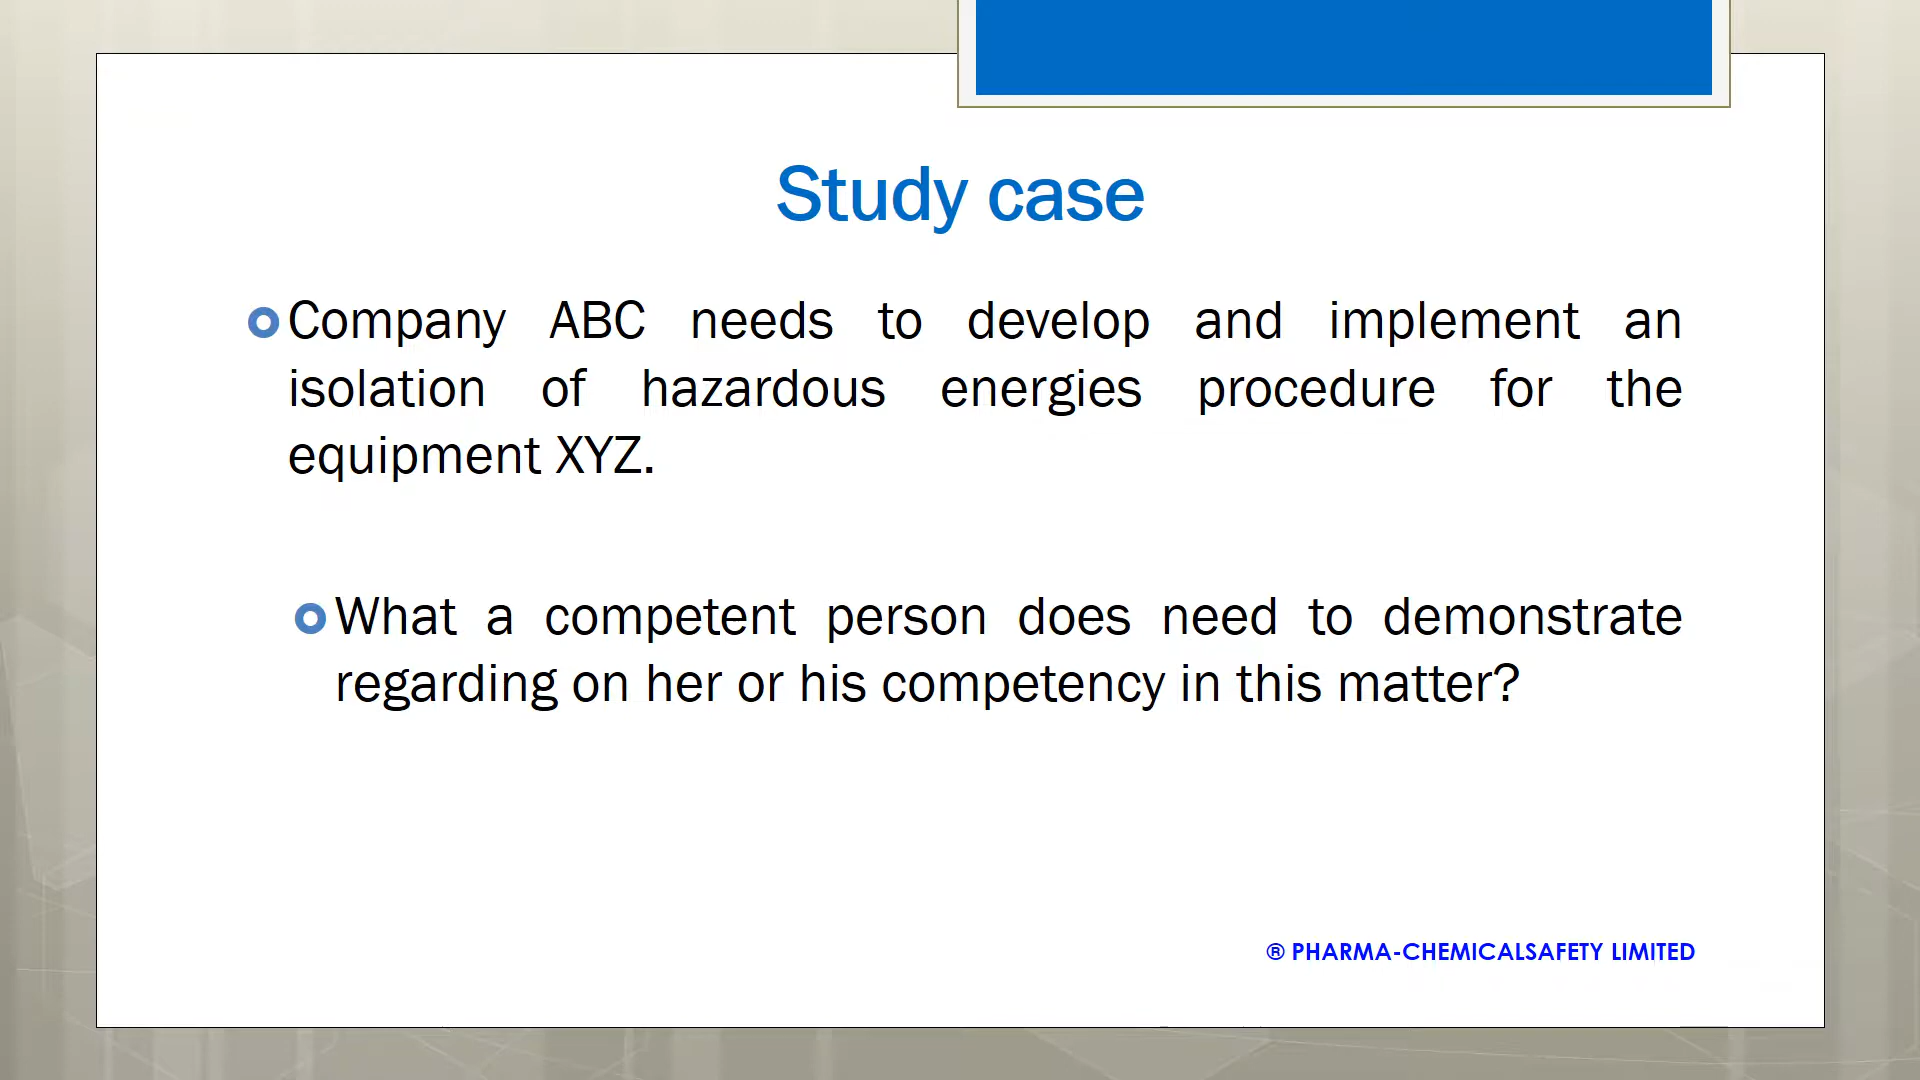 Study case
Company ABC needs to develop and implement an
isolation of hazardous energies procedure for the
equipment XYZ.
What a competent person does need to demonstrate
regarding on her or his competency in this matter?
® PHARMA-CHEMICALSAFETY LIMITED